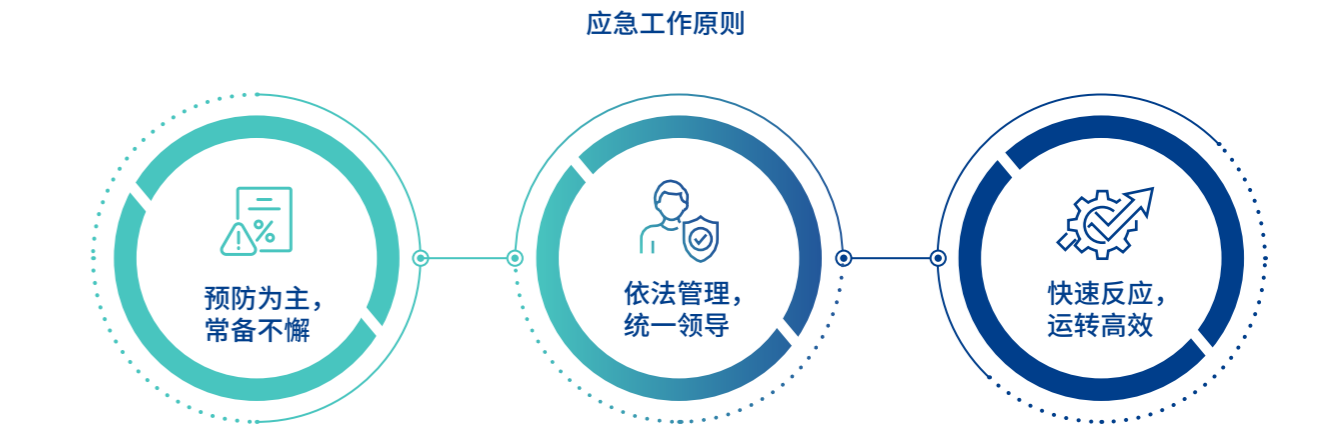 应急工作原则
预防为主，
常备不懈
依法管理，
统一领导
快速反应，
运转高效